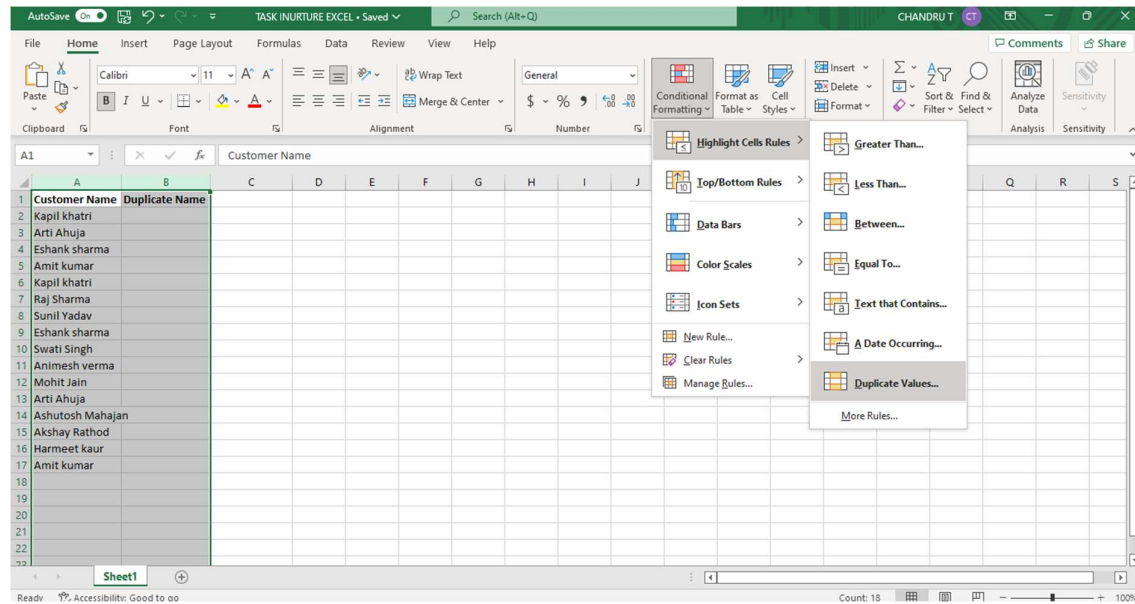 AutoSave On TASK INURTURE EXCEL • Saved Search (Alt+Q) CHANDRU T CT
File Home Insert Page Layout Formulas Data Review View Help Comments Share
Calibri 11 A^ A˅ Wrap Text General Insert
Paste B I U A Merge & Center $ % 9 Conditional Formatting Format as Table Cell Styles Delete Format Sort & Filter Find & Select Analyze Data Sensitivity
Clipboard Font Alignment Number Analysis Sensitivity
A1 fx Customer Name
A B C D E F G H I J Q R S
1 Customer Name Duplicate Name
2 Kapil khatri
3 Arti Ahuja
4 Eshank sharma
5 Amit kumar
6 Kapil khatri
7 Raj Sharma
8 Sunil Yadav
9 Eshank sharma
10 Swati Singh
11 Animesh verma
12 Mohit Jain
13 Arti Ahuja
14 Ashutosh Mahajan
15 Akshay Rathod
16 Harmeet kaur
17 Amit kumar
18
19
20
21
22
23
Highlight Cells Rules
Top/Bottom Rules
10
Data Bars
Color Scales
Icon Sets
New Rule...
Clear Rules
Manage Rules...
Greater Than...
Less Than...
Between...
Equal To...
Text that Contains...
A Date Occurring...
Duplicate Values...
More Rules...
Sheet1
Ready Accessibility: Good to go Count: 18 100%